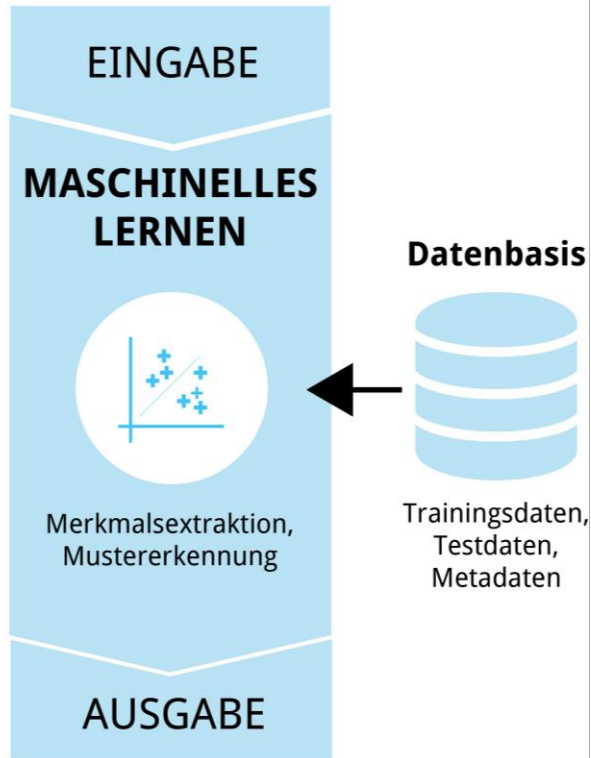 EINGABE
MASCHINELLES
LERNEN
Merkmalsextraktion,
Mustererkennung
Datenbasis
Trainingsdaten,
Testdaten,
Metadaten
AUSGABE